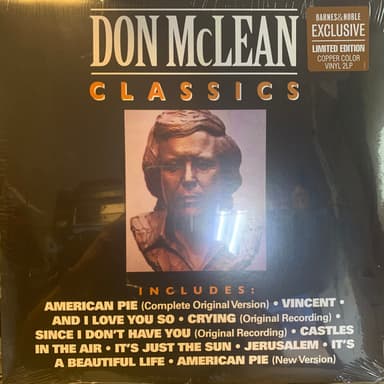 DON McLEAN
BARNES & NOBLE
EXCLUSIVE
LIMITED EDITION
COPPER COLOR
VINYL 2LP
CLASSICS
INCLUDES:
AMERICAN PIE (Complete Original Version) • VINCENT •
AND I LOVE YOU SO • CRYING (Original Recording) •
SINCE I DON'T HAVE YOU (Original Recording) • CASTLES
IN THE AIR • IT'S JUST THE SUN • JERUSALEM • IT'S
A BEAUTIFUL LIFE • AMERICAN PIE (New Version)